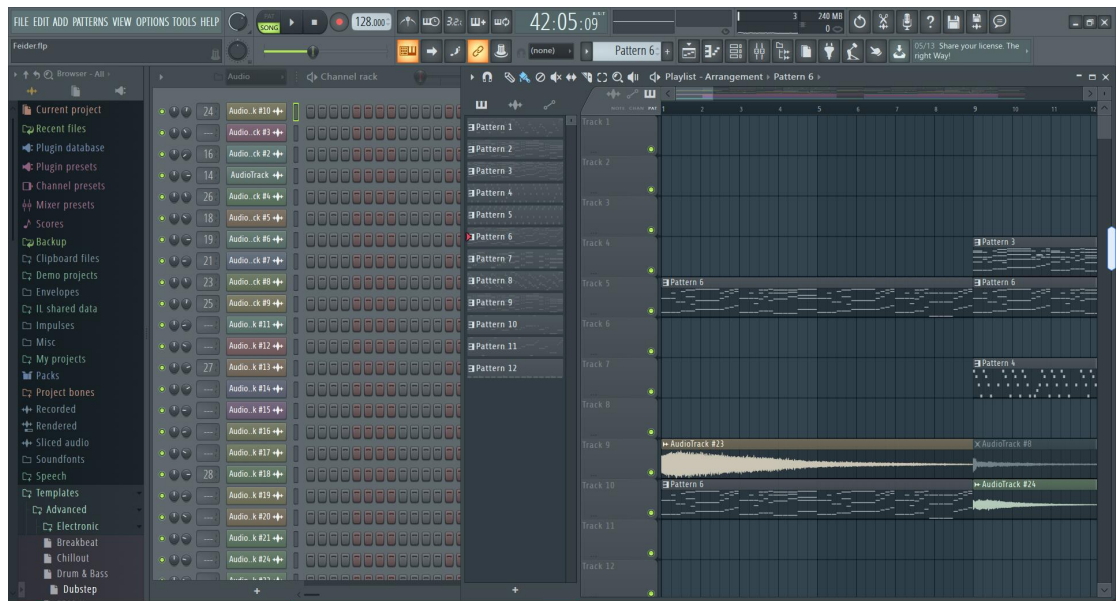 FILE EDIT ADD PATTERNS VIEW OPTIONS TOOLS HELP
PAT
SONG
128.000
42:05:09
3
240 MB
0
Feider.flp
(none)
Pattern 6
05/13 Share your license. The right Way!
Browser - All
Audio
Channel rack
Playlist - Arrangement › Pattern 6 ›
Current project
Recent files
Plugin database
Plugin presets
Channel presets
Mixer presets
Scores
Backup
Clipboard files
Demo projects
Envelopes
IL shared data
Impulses
Misc
My projects
Packs
Project bones
Recorded
Rendered
Sliced audio
Soundfonts
Speech
Templates
Advanced
Electronic
Breakbeat
Chillout
Drum & Bass
Dubstep
24 Audio..k #10
Audio..ck #3
16 Audio..ck #2
14 AudioTrack
26 Audio..ck #4
18 Audio..ck #5
19 Audio..ck #6
21 Audio..ck #7
23 Audio..ck #8
25 Audio..ck #9
Audio..k #11
Audio..k #12
27 Audio..k #13
Audio..k #14
Audio..k #15
Audio..k #16
Audio..k #17
28 Audio..k #18
Audio..k #19
Audio..k #20
Audio..k #21
Audio..k #24
Pattern 1
Pattern 2
Pattern 3
Pattern 4
Pattern 5
Pattern 6
Pattern 7
Pattern 8
Pattern 9
Pattern 10
Pattern 11
Pattern 12
NOTE CHAN PAT
1 2 3 4 5 6 7 8 9 10 11 12
Track 1
Track 2
Track 3
Track 4
Pattern 3
Track 5
Pattern 6
Pattern 6
Track 6
Track 7
Pattern 4
Track 8
Track 9
AudioTrack #23
AudioTrack #8
Track 10
Pattern 6
AudioTrack #24
Track 11
Track 12